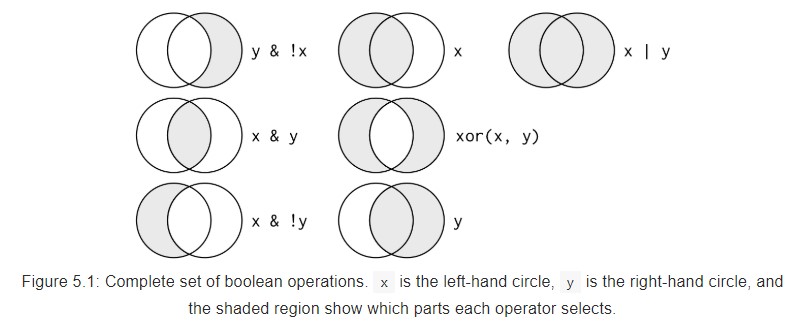 y & !x
x
x | y
x & y
xor(x, y)
x & !y
y
Figure 5.1: Complete set of boolean operations. x is the left-hand circle, y is the right-hand circle, and
the shaded region show which parts each operator selects.